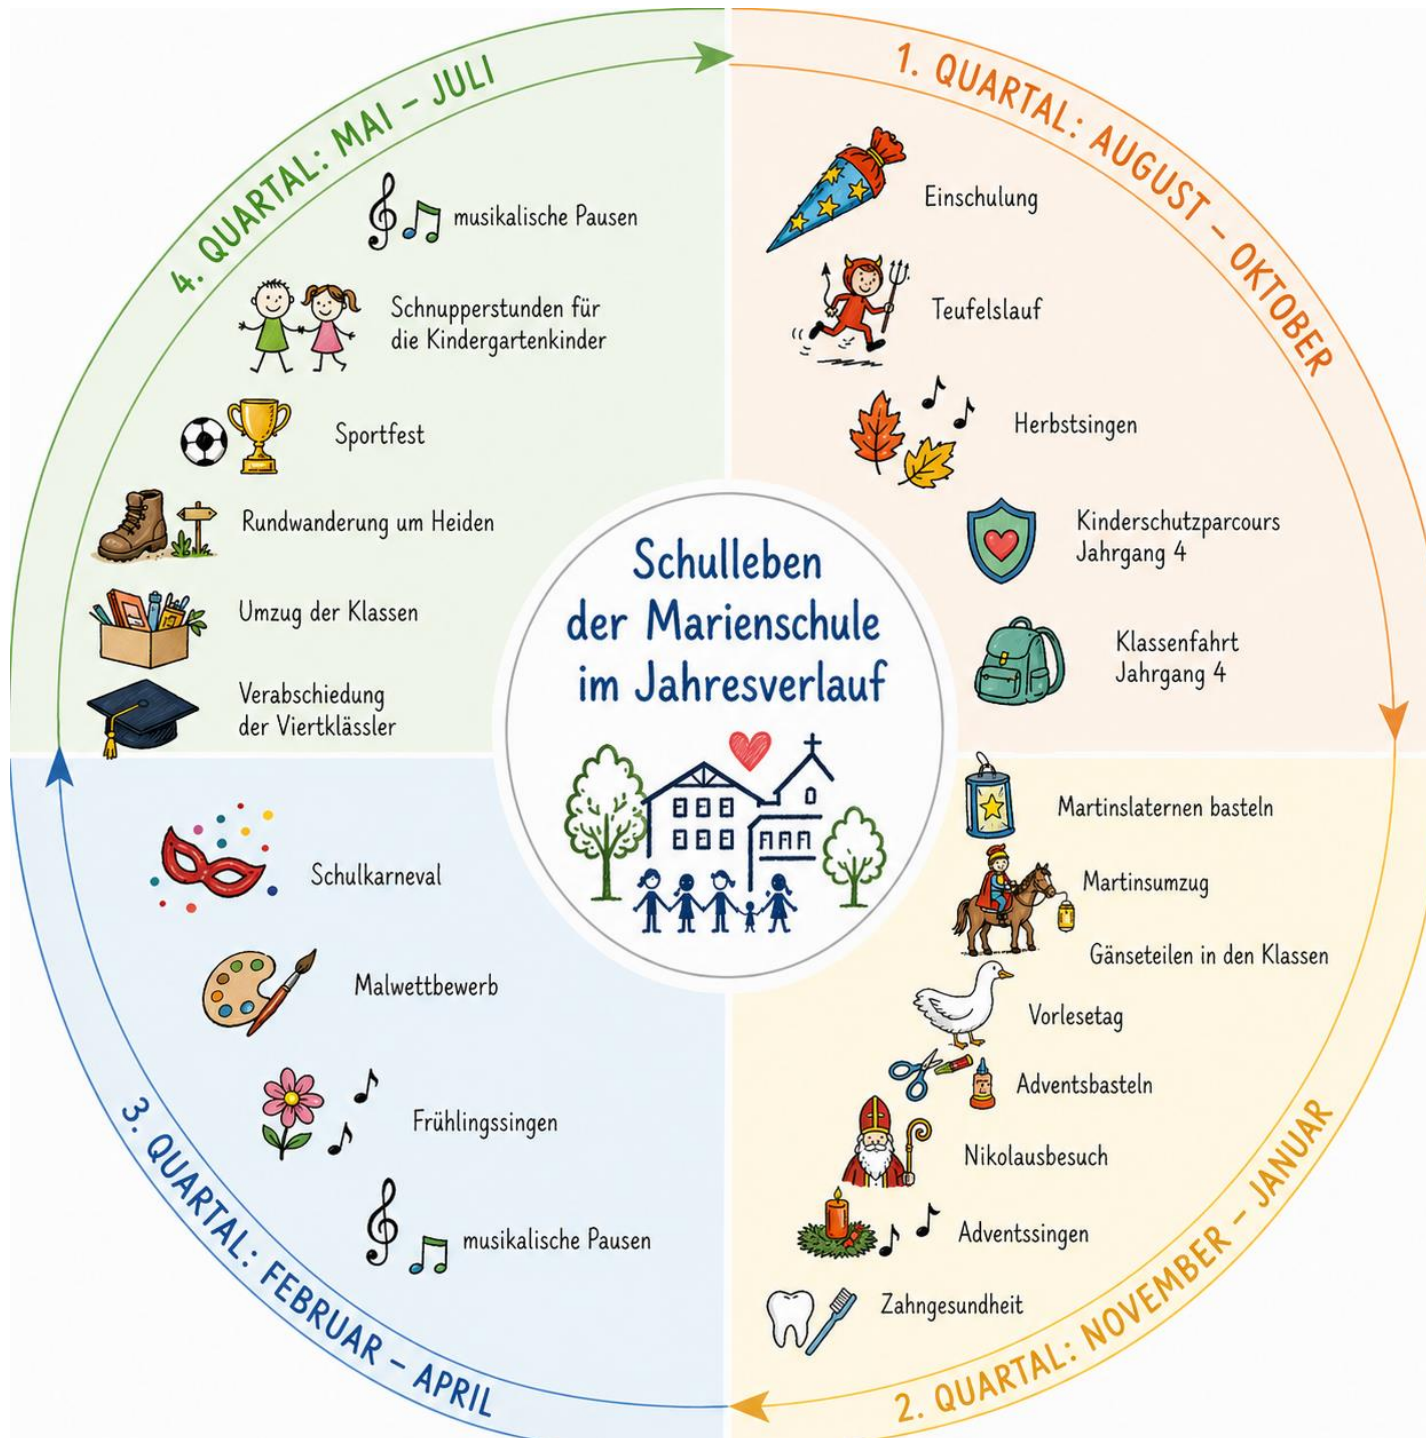 Schulleben
der Marienschule
im Jahresverlauf
1. QUARTAL: AUGUST – OKTOBER
Einschulung
Teufelslauf
Herbstsingen
Kinderschutzparcours
Jahrgang 4
Klassenfahrt
Jahrgang 4
2. QUARTAL: NOVEMBER – JANUAR
Martinslaternen basteln
Martinsumzug
Gänseteilen in den Klassen
Vorlesetag
Adventsbasteln
Nikolausbesuch
Adventssingen
Zahngesundheit
3. QUARTAL: FEBRUAR – APRIL
Schulkarneval
Malwettbewerb
Frühlingssingen
musikalische Pausen
4. QUARTAL: MAI – JULI
musikalische Pausen
Schnupperstunden für
die Kindergartenkinder
Sportfest
Rundwanderung um Heiden
Umzug der Klassen
Verabschiedung
der Viertklässler